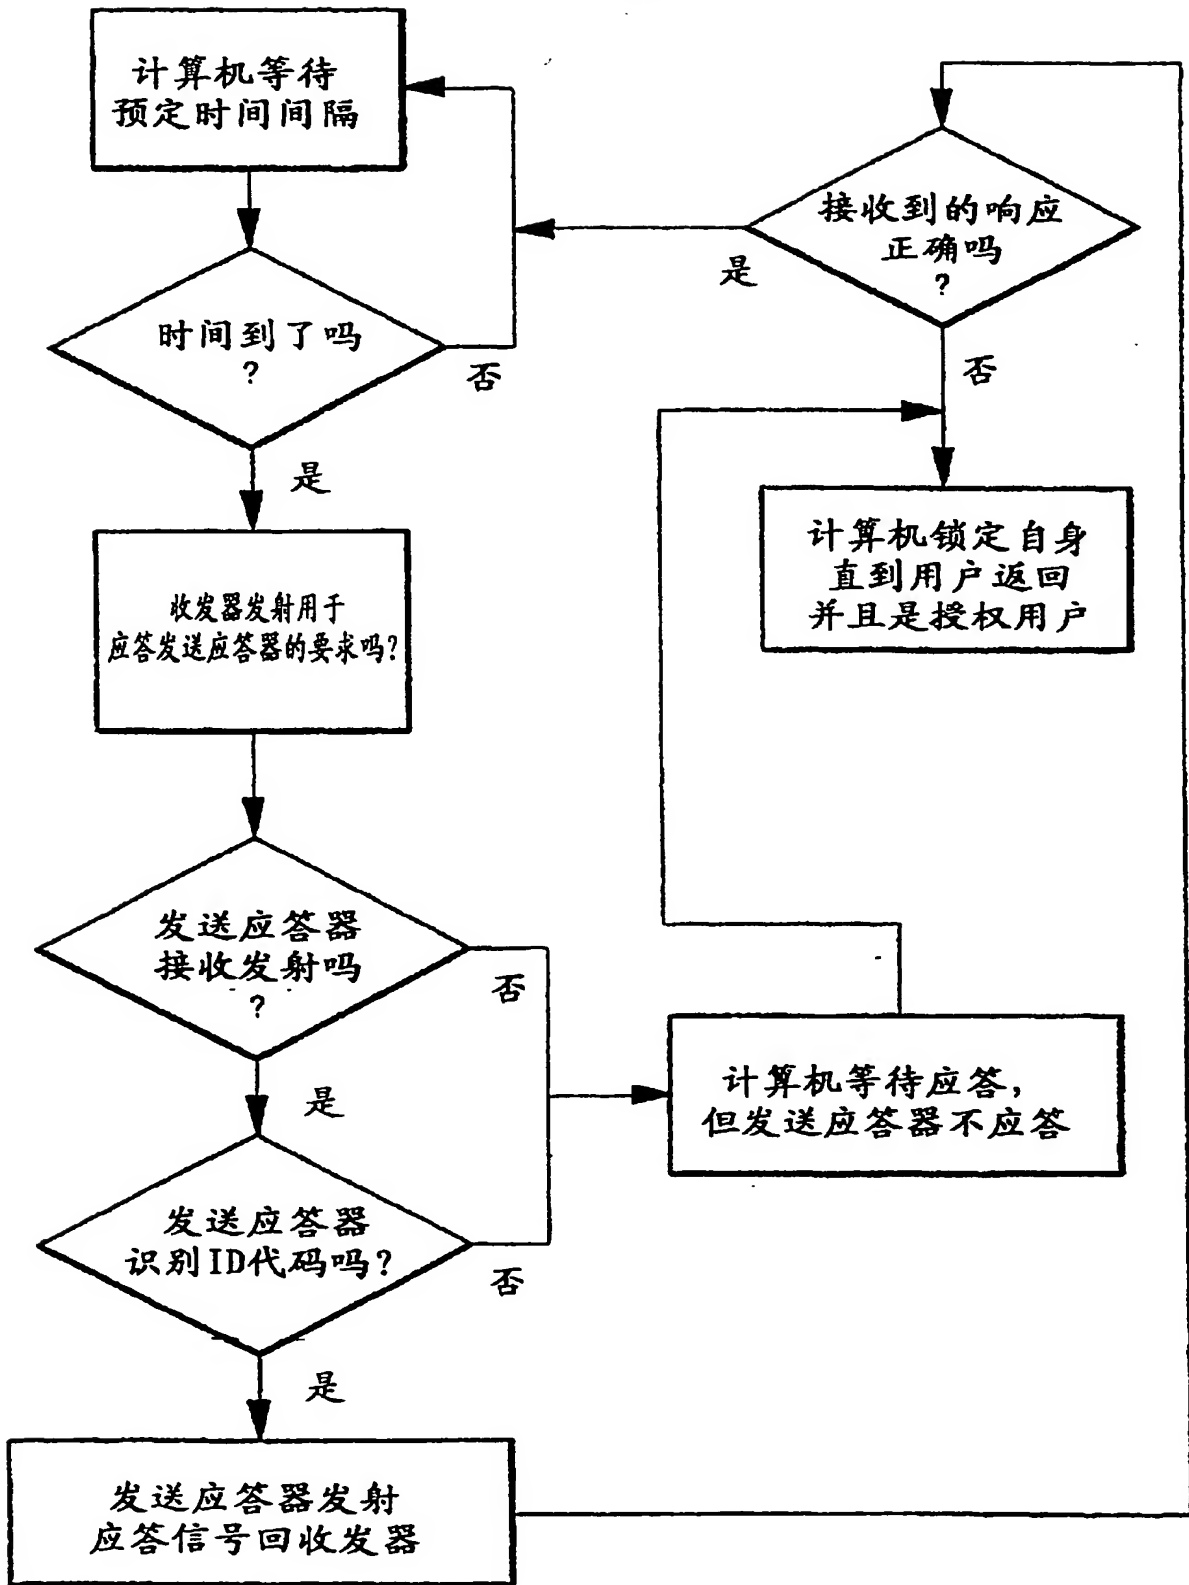 计算机等待
预定时间间隔
时间到了吗
?
否
是
收发器发射用于
应答发送应答器的要求吗?
发送应答器
接收发射吗
?
否
是
发送应答器
识别ID代码吗?
否
是
发送应答器发射
应答信号回收发器
接收到的响应
正确吗
?
是
否
计算机锁定自身
直到用户返回
并且是授权用户
计算机等待应答,
但发送应答器不应答